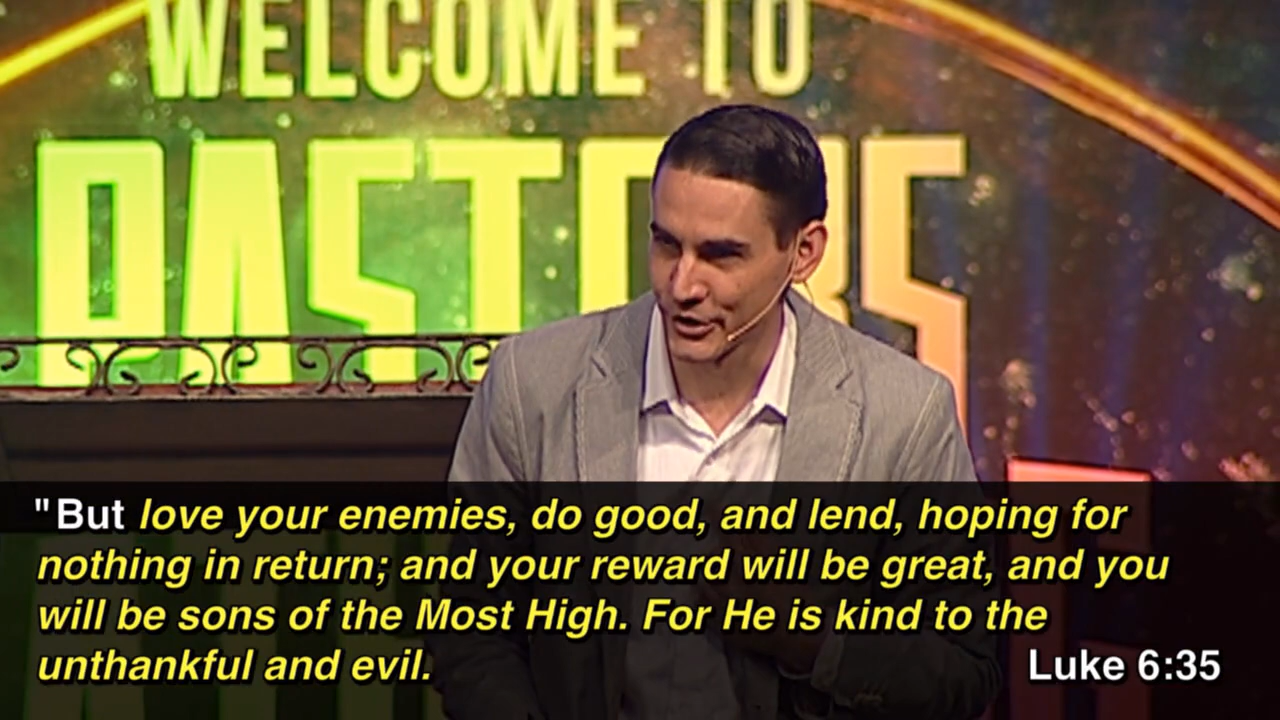 WELCOME TO
PASTORS
"But love your enemies, do good, and lend, hoping for
nothing in return; and your reward will be great, and you
will be sons of the Most High. For He is kind to the
unthankful and evil.
Luke 6:35